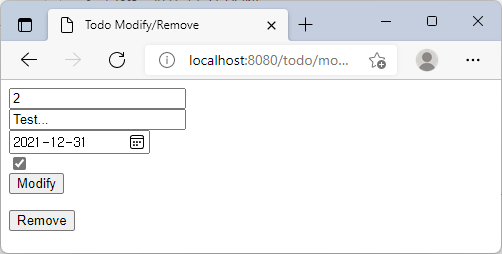 Todo Modify/Remove
localhost:8080/todo/mo...
2
Test...
2021-12-31
Modify
Remove